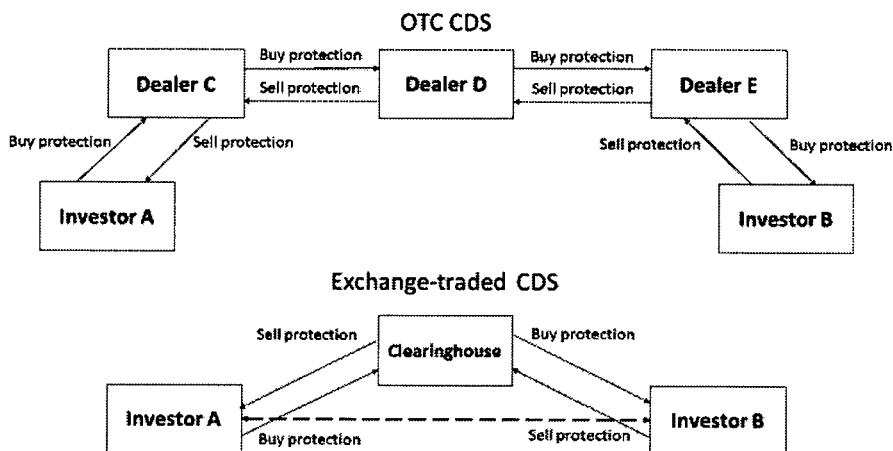 OTC CDS
Buy protection
Buy protection
Dealer C
Dealer D
Dealer E
Sell protection
Sell protection
Buy protection
Sell protection
Sell protection
Buy protection
Investor A
Investor B
Exchange-traded CDS
Sell protection
Buy protection
Clearinghouse
Investor A
Investor B
Buy protection
Sell protection